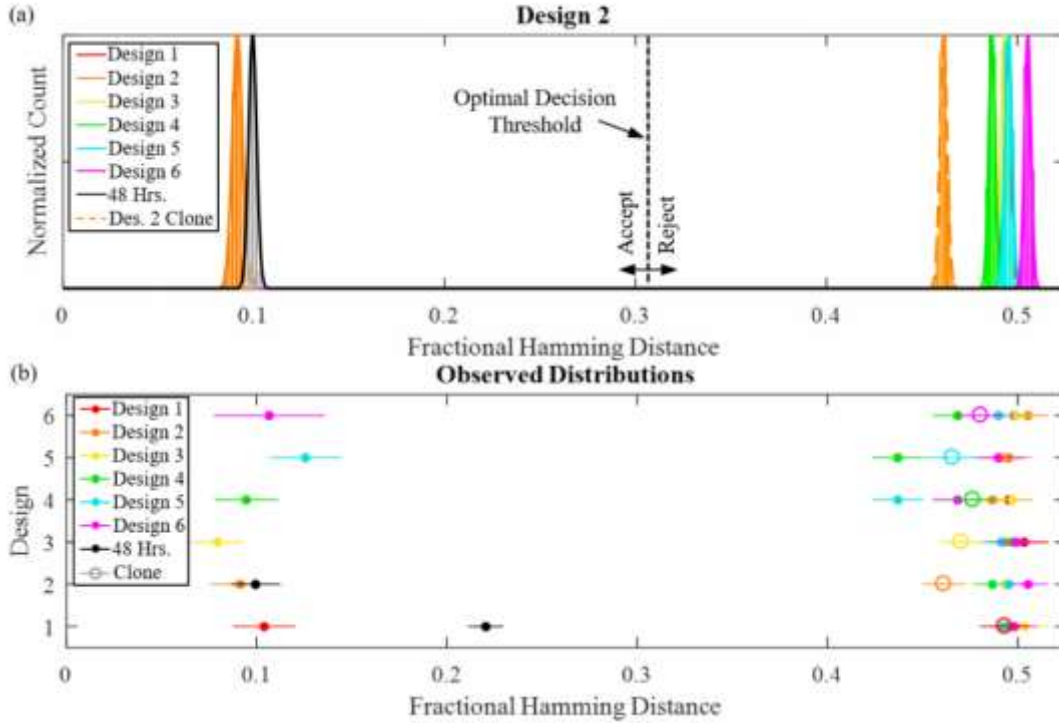 (a)
Design 2
Normalized Count
Design 1
Design 2
Design 3
Design 4
Design 5
Design 6
48 Hrs.
Des. 2 Clone
Optimal Decision
Threshold
Accept
Reject
0
0.1
0.2
0.3
0.4
0.5
Fractional Hamming Distance
(b)
Observed Distributions
Design
6
5
4
3
2
1
Design 1
Design 2
Design 3
Design 4
Design 5
Design 6
48 Hrs.
Clone
0
0.1
0.2
0.3
0.4
0.5
Fractional Hamming Distance